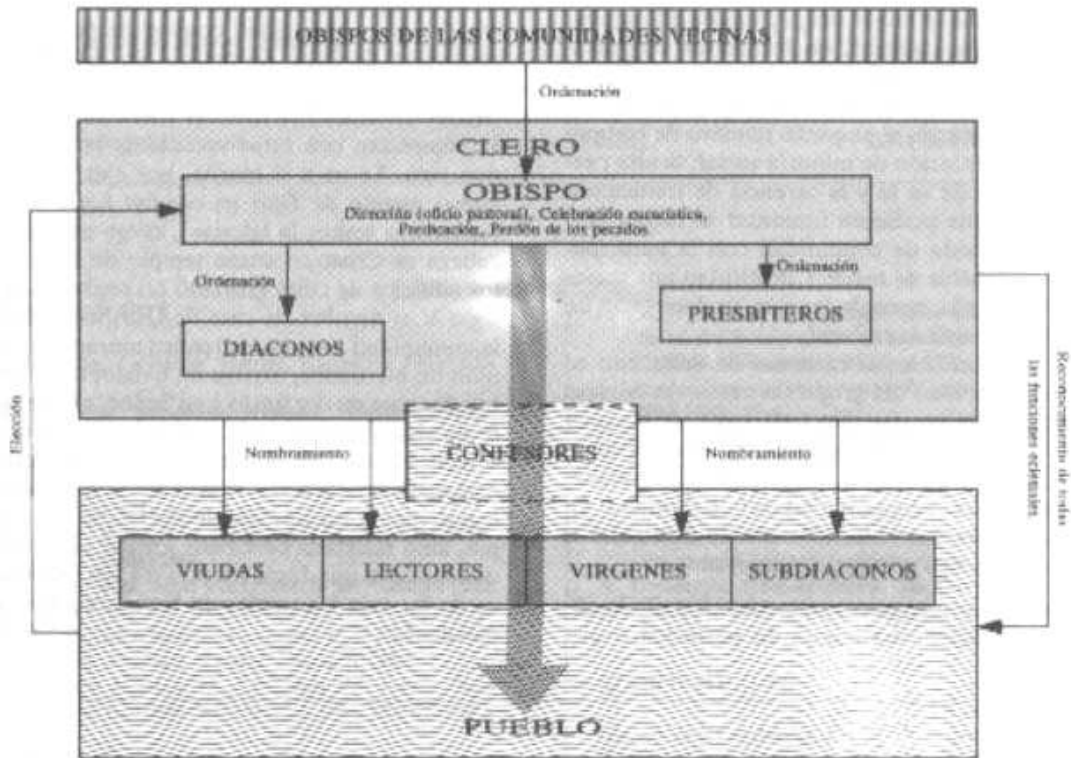 OBISPOS DE LAS COMUNIDADES VECINAS
Ordenación
CLERO
OBISPO
Dirección (oficio pastoral), Celebración eucarística,
Predicación, Perdón de los pecados
Ordenación
Ordenación
DIACONOS
PRESBITEROS
Elección
Reconocimiento de todas
las funciones eclesiales
Nombramiento
CONFESORES
Nombramiento
VIUDAS
LECTORES
VIRGENES
SUBDIACONOS
PUEBLO